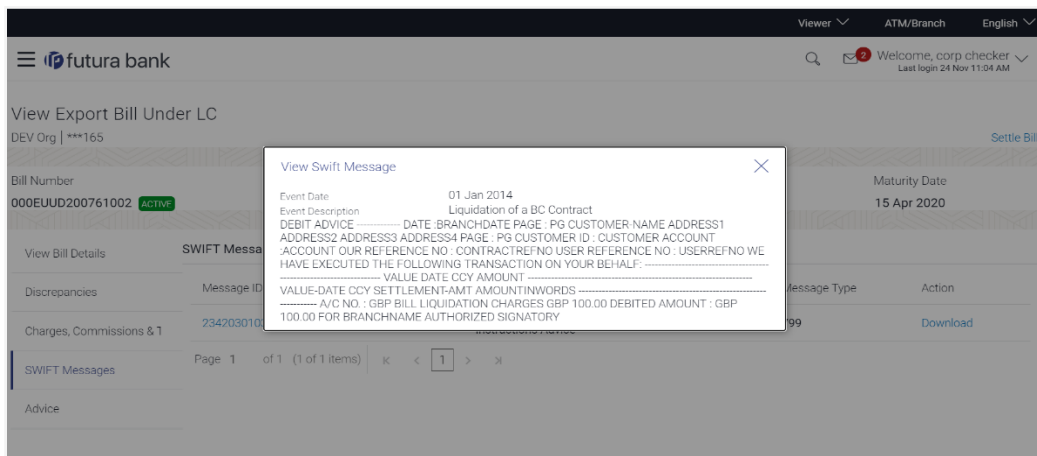 Viewer ATM/Branch English
futura bank 2 Welcome, corp checker
Last login 24 Nov 11:04 AM
View Export Bill Under LC
DEV Org | ***165 Settle Bill
View Swift Message
Bill Number Maturity Date
000EUUD200761002 ACTIVE 15 Apr 2020
Event Date 01 Jan 2014
Event Description Liquidation of a BC Contract
DEBIT ADVICE ------------ DATE :BRANCHDATE PAGE : PG CUSTOMER-NAME ADDRESS1
ADDRESS2 ADDRESS3 ADDRESS4 PAGE : PG CUSTOMER ID : CUSTOMER ACCOUNT
:ACCOUNT OUR REFERENCE NO : CONTRACTREFNO USER REFERENCE NO : USERREFNO WE
HAVE EXECUTED THE FOLLOWING TRANSACTION ON YOUR BEHALF: -----------------------------------
---------------------------- VALUE DATE CCY AMOUNT ---------------------------------------------------------------
VALUE-DATE CCY SETTLEMENT-AMT AMOUNTINWORDS -----------------------------------------------------
----------- A/C NO. : GBP BILL LIQUIDATION CHARGES GBP 100.00 DEBITED AMOUNT : GBP
100.00 FOR BRANCHNAME AUTHORIZED SIGNATORY
View Bill Details
Discrepancies
Charges, Commissions & T
SWIFT Messages
Advice
SWIFT Messa
Message ID Message Type Action
234203010 99 Download
Page 1 of 1 (1 of 1 items) K < 1 > X